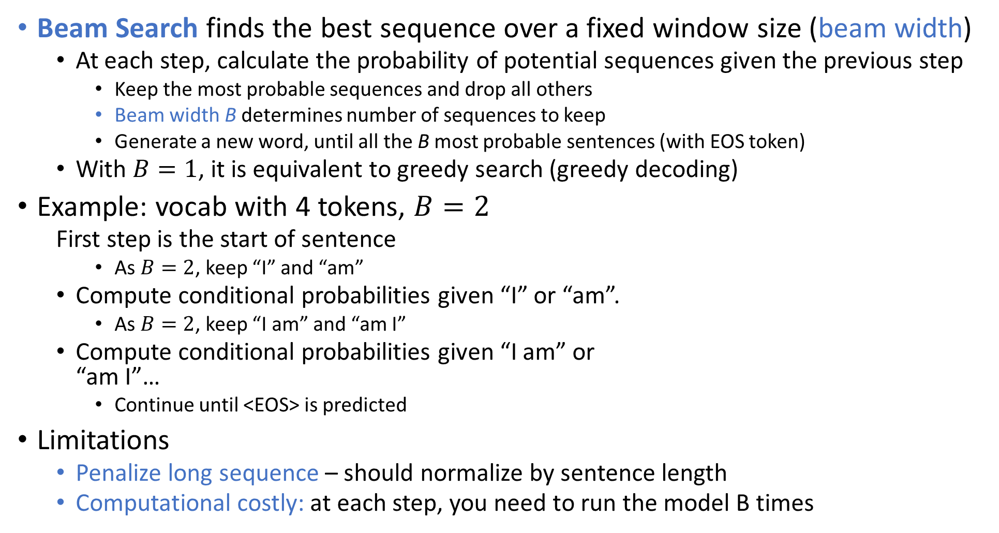 • Beam Search finds the best sequence over a fixed window size (beam width)
• At each step, calculate the probability of potential sequences given the previous step
• Keep the most probable sequences and drop all others
• Beam width B determines number of sequences to keep
• Generate a new word, until all the B most probable sentences (with EOS token)
• With B = 1, it is equivalent to greedy search (greedy decoding)
• Example: vocab with 4 tokens, B = 2
First step is the start of sentence
• As B = 2, keep “I” and “am”
• Compute conditional probabilities given “I” or “am”.
• As B = 2, keep “I am” and “am I”
• Compute conditional probabilities given “I am” or
“am I”…
• Continue until <EOS> is predicted
• Limitations
• Penalize long sequence – should normalize by sentence length
• Computational costly: at each step, you need to run the model B times